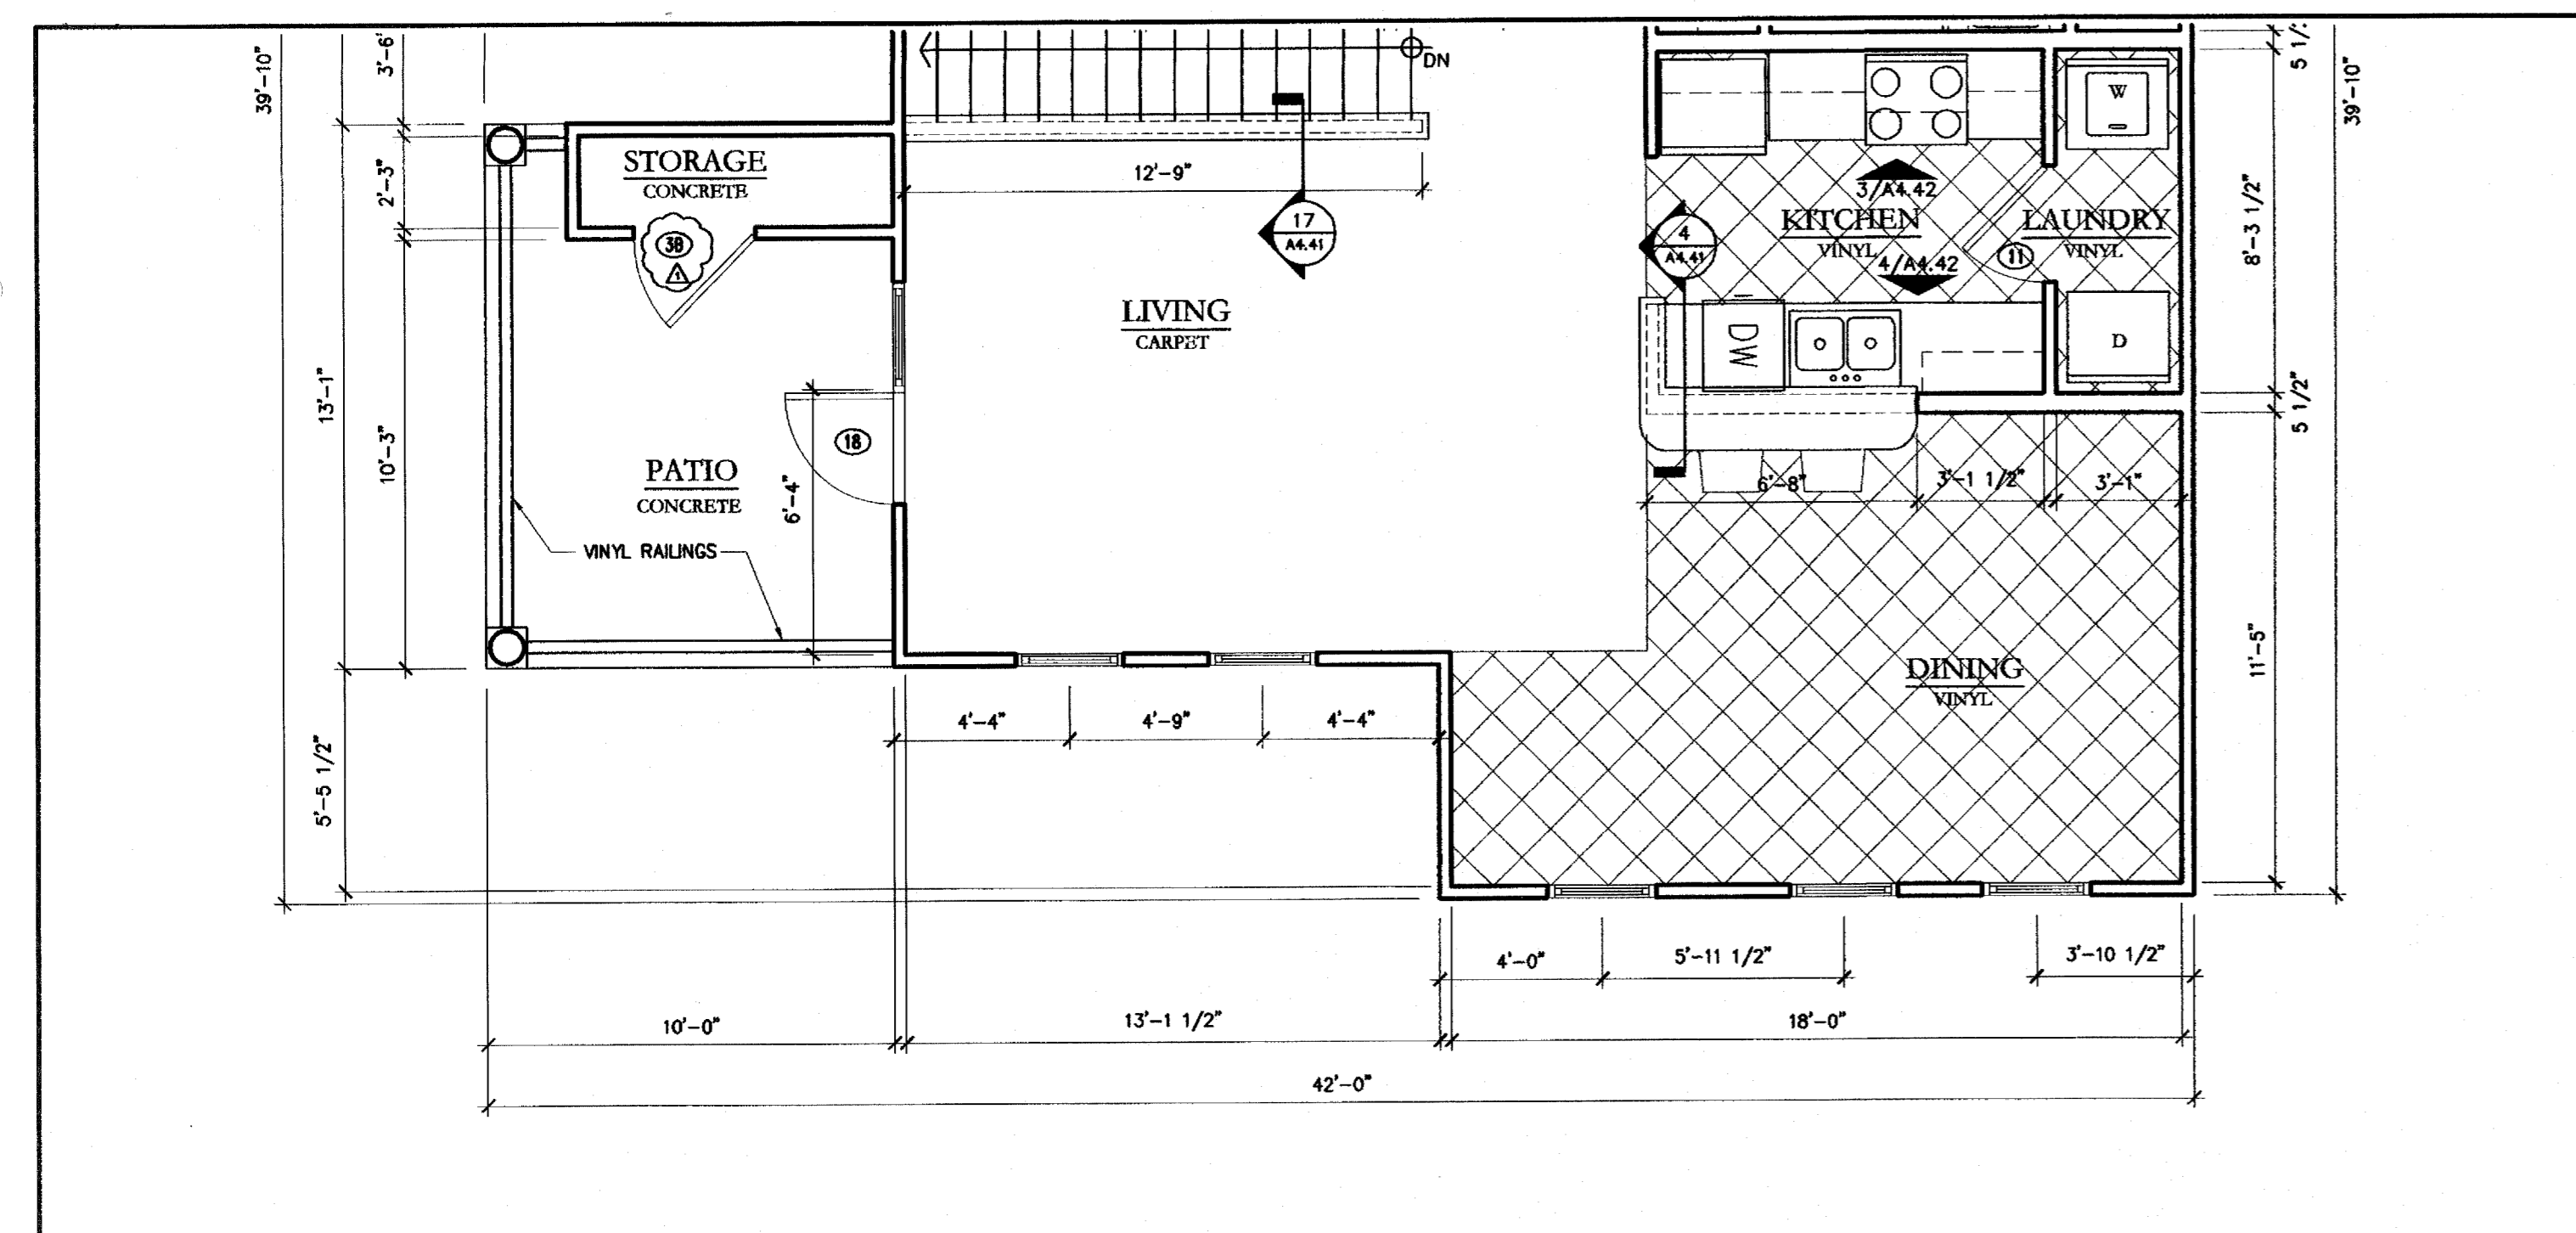 39'-10"
3'-6'
DN
W
5 1/:
39'-10"
STORAGE
CONCRETE
12'-9"
3/A4.42
2'-3"
17
A4.41
4
A4.41
KITCHEN
VINYL
LAUNDRY
VINYL
8'-3 1/2"
38
1
4/A4.42
11
LIVING
CARPET
DW
D
13'-1"
10'-3"
18
5 1/2"
PATIO
CONCRETE
6'-4"
6'-8"
3'-1 1/2"
3'-1"
VINYL RAILINGS
DINING
VINYL
11'-5"
4'-4"
4'-9"
4'-4"
5'-5 1/2"
4'-0"
5'-11 1/2"
3'-10 1/2"
10'-0"
13'-1 1/2"
18'-0"
42'-0"